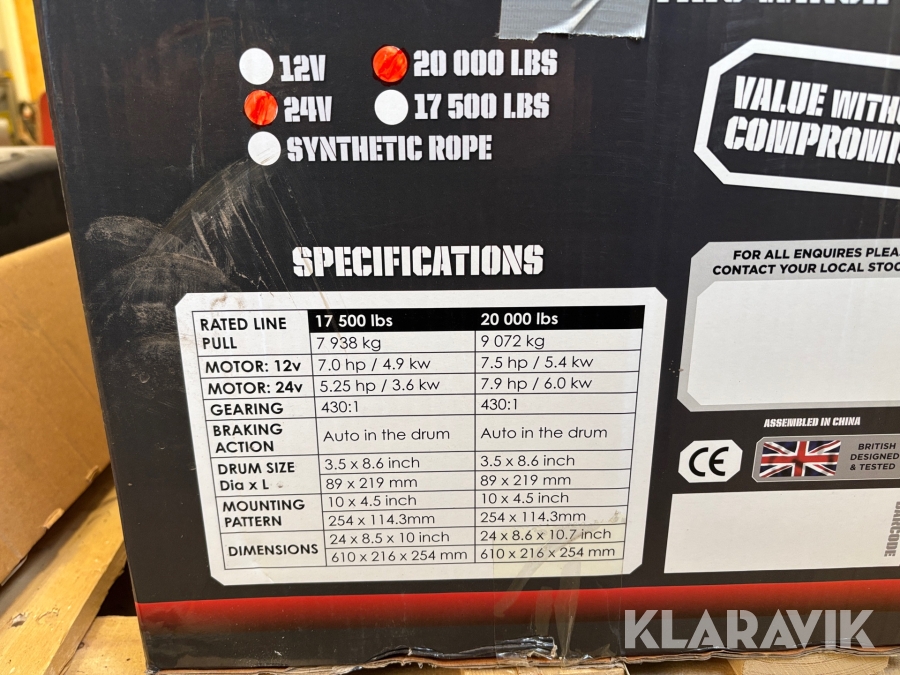 12V 20 000 LBS
24V 17 500 LBS
SYNTHETIC ROPE
VALUE
COMPROMIS
SPECIFICATIONS
FOR ALL ENQUIRES
CONTACT YOUR LOCAL
RATED LINE PULL 17 500 lbs 20 000 lbs
7 938 kg 9 072 kg
MOTOR: 12v 7.0 hp / 4.9 kw 7.5 hp / 5.4 kw
MOTOR: 24v 5.25 hp / 3.6 kw 7.9 hp / 6.0 kw
GEARING 430:1 430:1
BRAKING ACTION Auto in the drum Auto in the drum
DRUM SIZE 3.5 x 8.6 inch 3.5 x 8.6 inch
Dia x L 89 x 219 mm 89 x 219 mm
MOUNTING 10 x 4.5 inch 10 x 4.5 inch
PATTERN 254 x 114.3mm 254 x 114.3mm
DIMENSIONS 24 x 8.5 x 10 inch 24 x 8.6 x 10.7 inch
610 x 216 x 254 mm 610 x 216 x 254 mm
ASSEMBLED IN CHINA
CE
BRITISH
DESIGNED
& TESTED
BARCODE
KLARAVIK